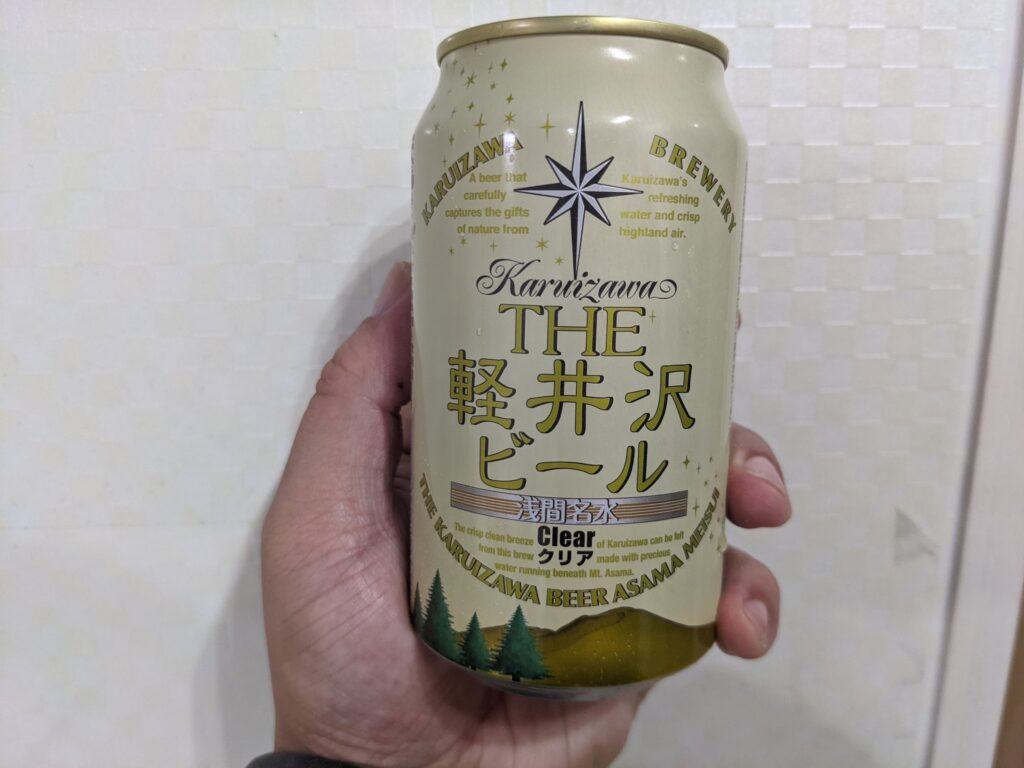 KARUIZAWA BREWERY
A beer that
carefully
captures the gifts
of nature from
Karuizawa's
refreshing
water and crisp
highland air.
Karuizawa
THE
軽井沢
ビール
浅間名水
Clear
クリア
The crisp clean breeze of Karuizawa can be felt
from this brew made with precious
water running beneath Mt. Asama.
THE KARUIZAWA BEER ASAMA MEISUI